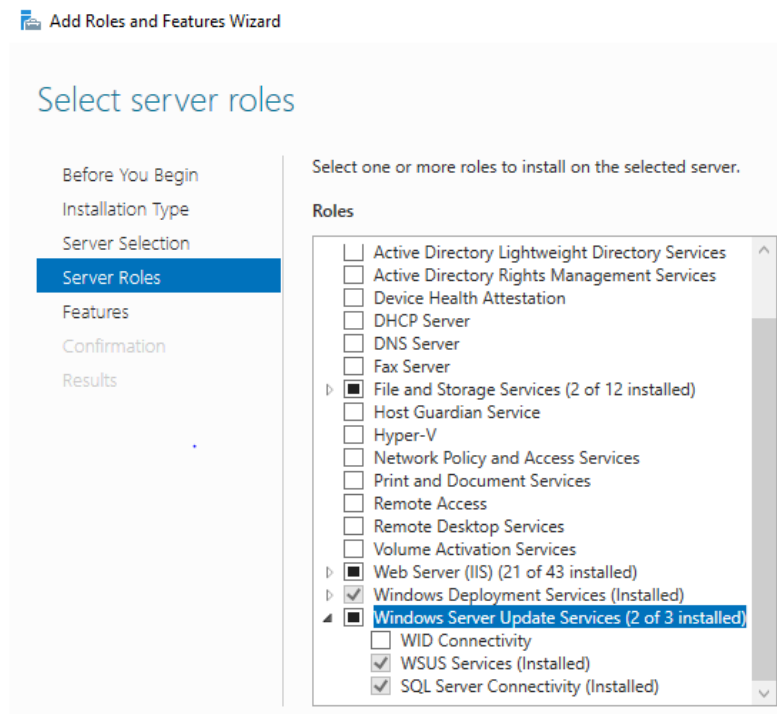 Add Roles and Features Wizard
Select server roles
Before You Begin
Installation Type
Server Selection
Server Roles
Features
Confirmation
Results
Select one or more roles to install on the selected server.
Roles
Active Directory Lightweight Directory Services
Active Directory Rights Management Services
Device Health Attestation
DHCP Server
DNS Server
Fax Server
File and Storage Services (2 of 12 installed)
Host Guardian Service
Hyper-V
Network Policy and Access Services
Print and Document Services
Remote Access
Remote Desktop Services
Volume Activation Services
Web Server (IIS) (21 of 43 installed)
Windows Deployment Services (Installed)
Windows Server Update Services (2 of 3 installed)
WID Connectivity
WSUS Services (Installed)
SQL Server Connectivity (Installed)